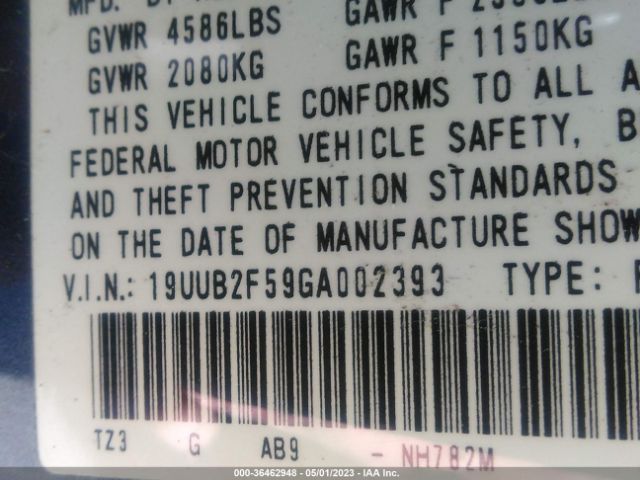 GVWR 4586LBS GAWR F
GVWR 2080KG GAWR F 1150KG
THIS VEHICLE CONFORMS TO ALL A
FEDERAL MOTOR VEHICLE SAFETY, B
AND THEFT PREVENTION STANDARDS
ON THE DATE OF MANUFACTURE SHOW
V.I.N.: 19UUB2F59GA002393 TYPE: P
TZ3 G AB9 - NH782M
000-36462948 - 05/01/2023 - IAA Inc.